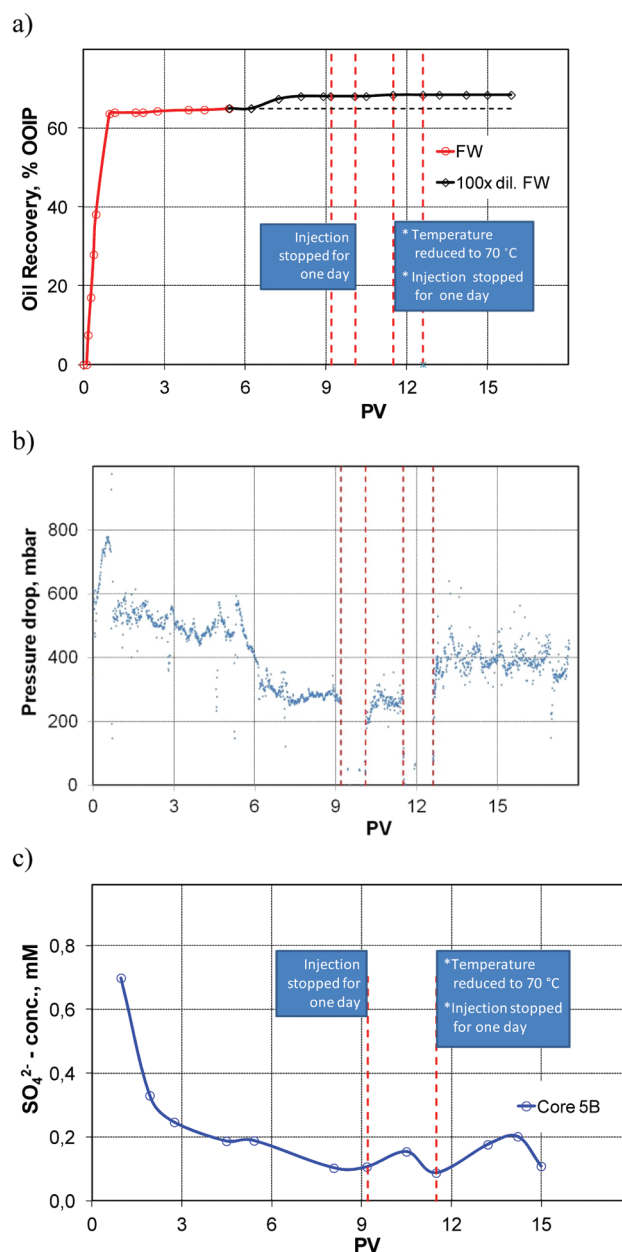 a)
Oil Recovery, % OOIP
60
40
20
0
0 3 6 9 12 15
PV
FW
100x dil. FW
Injection
stopped for
one day
* Temperature
reduced to 70 °C
* Injection stopped
for one day
b)
Pressure drop, mbar
800
600
400
200
0
0 3 6 9 12 15
PV
c)
SO₄²⁻ - conc., mM
0,8
0,6
0,4
0,2
0,0
0 3 6 9 12 15
PV
Injection
stopped for
one day
*Temperature
reduced to 70 °C
*Injection stopped
for one day
Core 5B